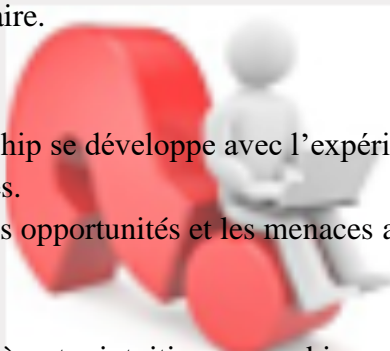 aire.
hip se développe avec l’expéri
s.
s opportunités et les menaces a